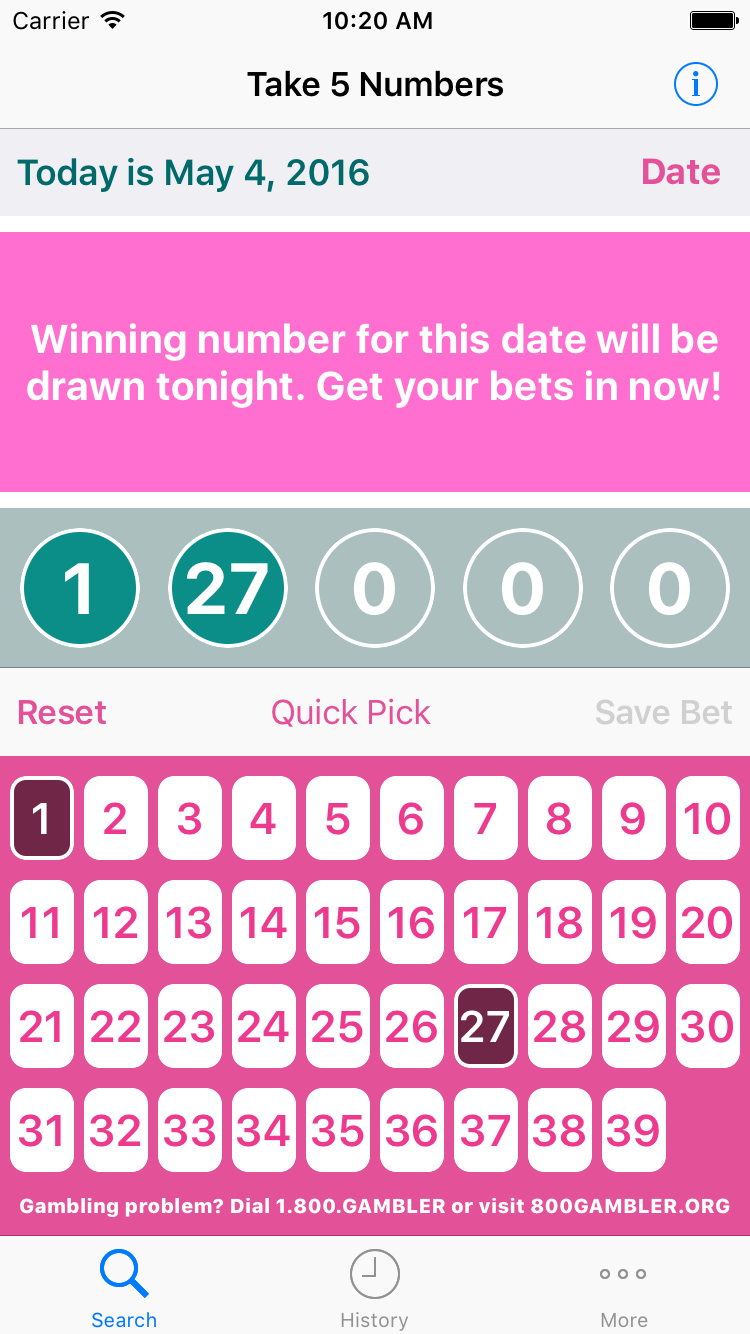 Carrier 10:20 AM
Take 5 Numbers i
Today is May 4, 2016 Date
Winning number for this date will be
drawn tonight. Get your bets in now!
1 27 0 0 0
Reset Quick Pick Save Bet
1 2 3 4 5 6 7 8 9 10
11 12 13 14 15 16 17 18 19 20
21 22 23 24 25 26 27 28 29 30
31 32 33 34 35 36 37 38 39
Gambling problem? Dial 1.800.GAMBLER or visit 800GAMBLER.ORG
Search History More